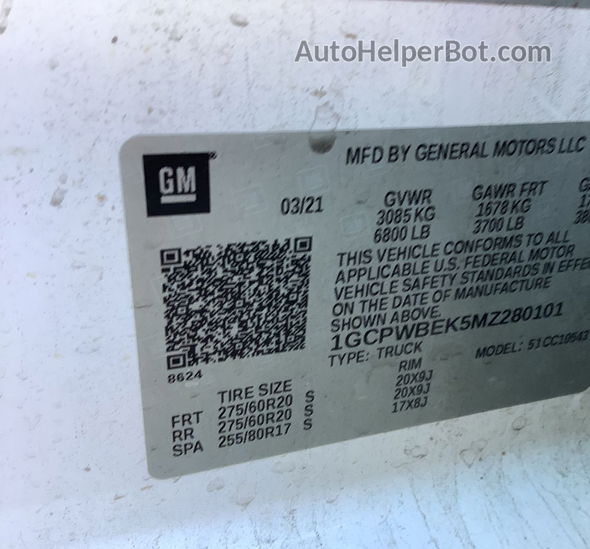 AutoHelperBot.com
GM
MFD BY GENERAL MOTORS LLC
03/21
GVWR GAWR FRT
3085 KG 1678 KG
6800 LB 3700 LB
THIS VEHICLE CONFORMS TO ALL
APPLICABLE U.S. FEDERAL MOTOR
VEHICLE SAFETY STANDARDS IN EFFE
ON THE DATE OF MANUFACTURE
SHOWN ABOVE.
1GCPWBEK5MZ280101
TYPE: TRUCK MODEL: 51CC10543
8624
TIRE SIZE RIM
FRT 275/60R20 S 20X9J
RR 275/60R20 S 20X9J
SPA 255/80R17 S 17X8J